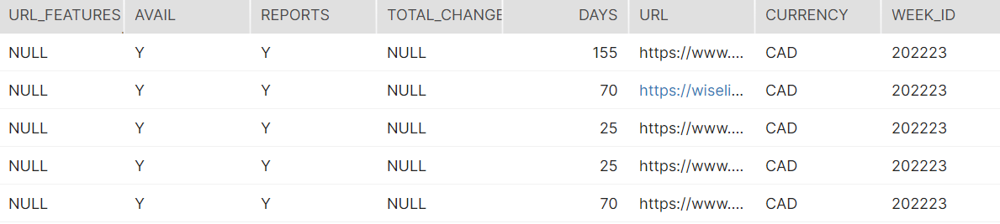 URL_FEATURES AVAIL REPORTS TOTAL_CHANGE DAYS URL CURRENCY WEEK_ID
NULL Y Y NULL 155 https://www.... CAD 202223
NULL Y Y NULL 70 https://wiseli... CAD 202223
NULL Y Y NULL 25 https://www.... CAD 202223
NULL Y Y NULL 25 https://www.... CAD 202223
NULL Y Y NULL 70 https://www.... CAD 202223